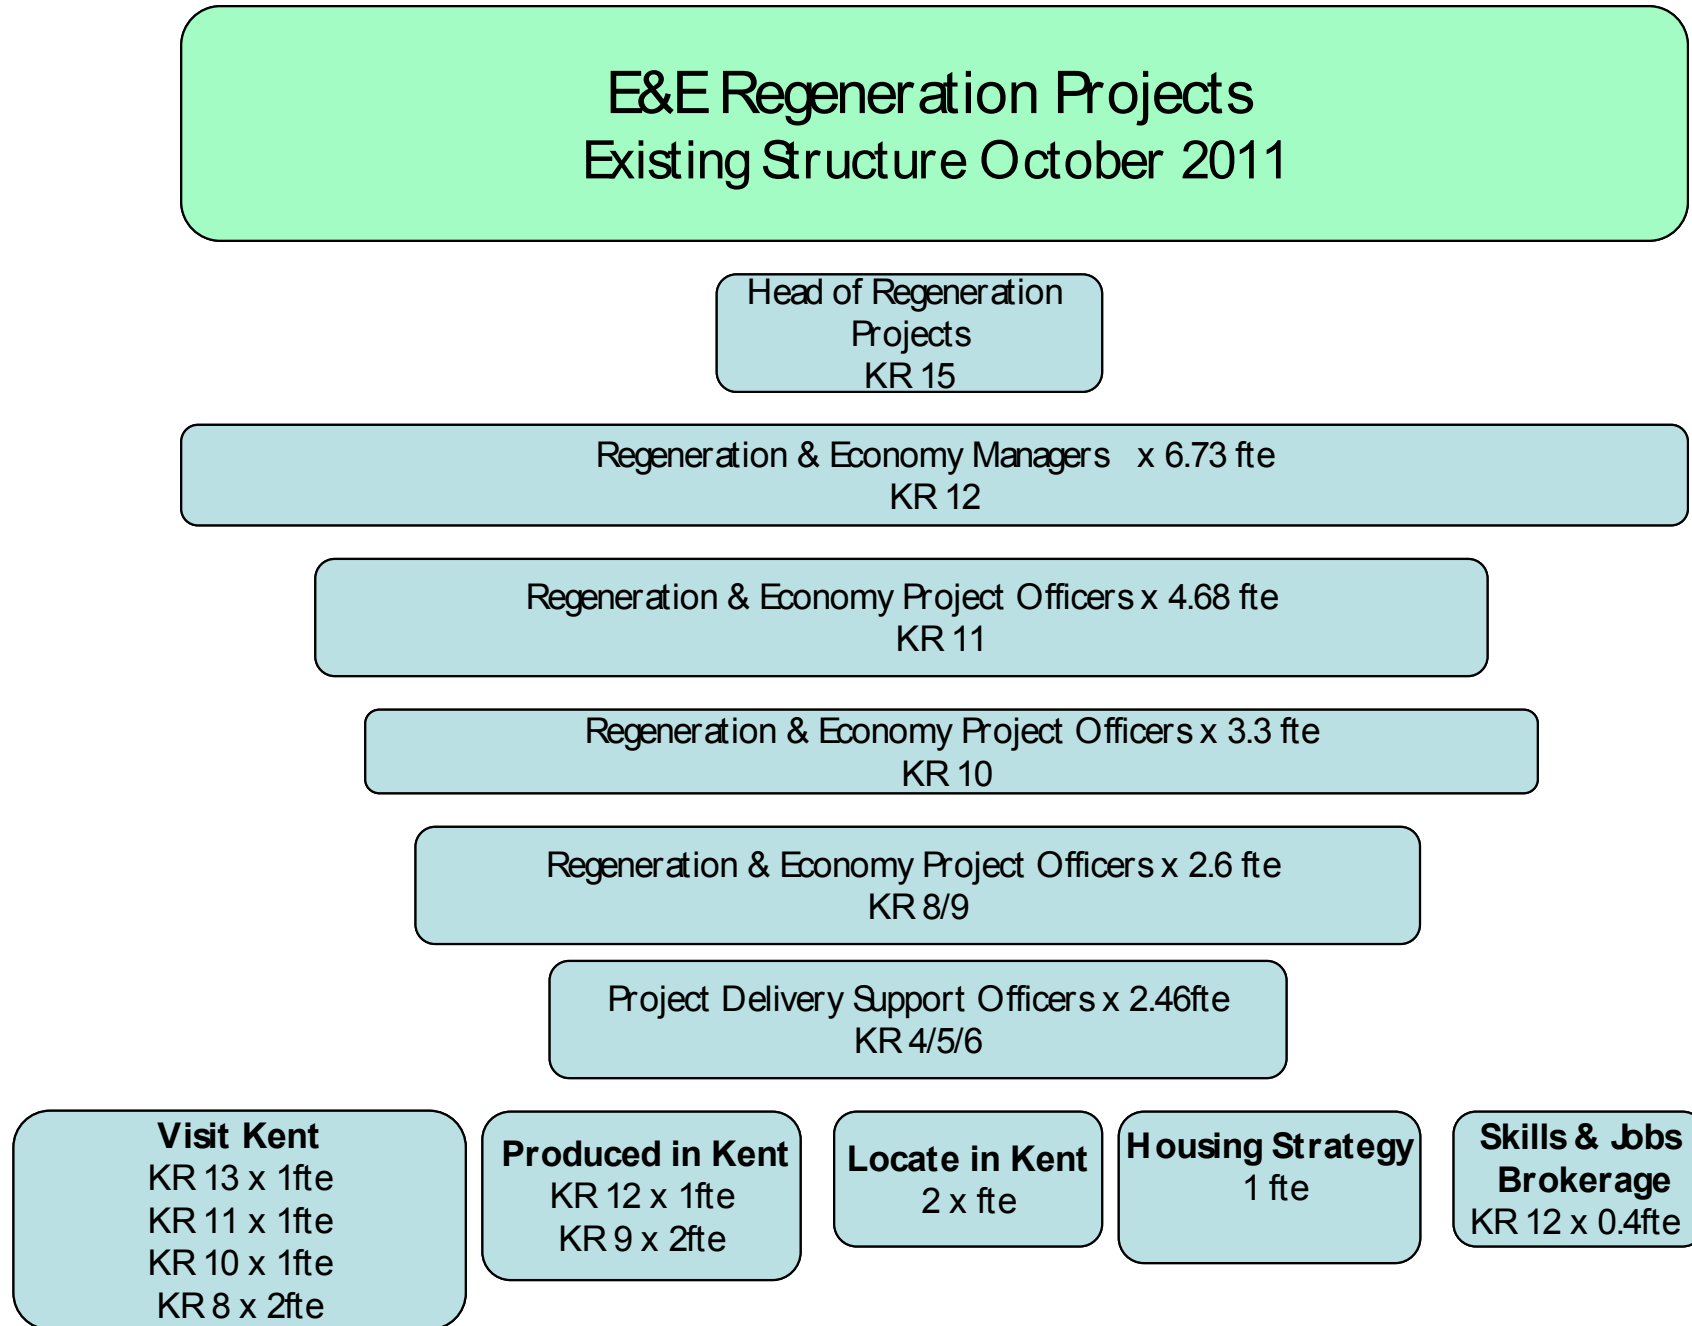 E&E Regeneration Projects
Existing Structure October 2011
Head of Regeneration
Projects
KR 15
Regeneration & Economy Managers x 6.73 fte
KR 12
Regeneration & Economy Project Officers x 4.68 fte
KR 11
Regeneration & Economy Project Officers x 3.3 fte
KR 10
Regeneration & Economy Project Officers x 2.6 fte
KR 8/9
Project Delivery Support Officers x 2.46fte
KR 4/5/6
Visit Kent
KR 13 x 1fte
KR 11 x 1fte
KR 10 x 1fte
KR 8 x 2fte
Produced in Kent
KR 12 x 1fte
KR 9 x 2fte
Locate in Kent
2 x fte
Housing Strategy
1 fte
Skills & Jobs
Brokerage
KR 12 x 0.4fte